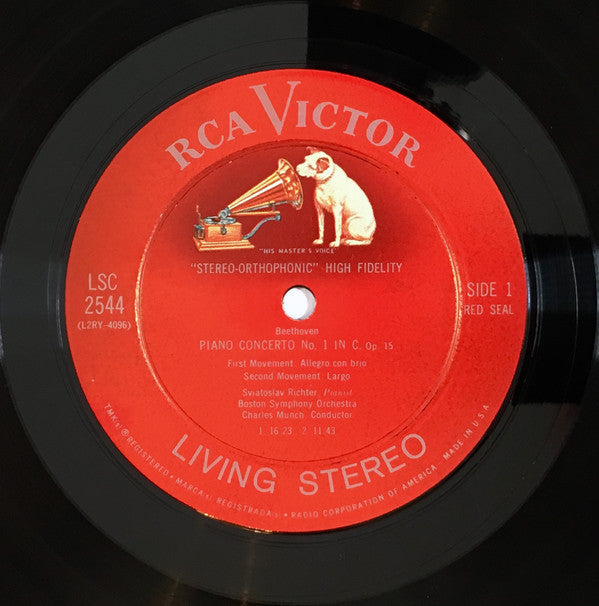 RCA VICTOR
"HIS MASTER'S VOICE"
"STEREO-ORTHOPHONIC" HIGH FIDELITY
LSC
2544
(L2RY-4096)
SIDE 1
RED SEAL
Beethoven
PIANO CONCERTO No. 1 IN C, Op. 15
First Movement: Allegro con brio
Second Movement: Largo
Sviatoslav Richter, Pianist
Boston Symphony Orchestra
Charles Munch, Conductor
1. 16:23 2. 11:43
LIVING STEREO
TMK(s) ® REGISTERED • MARCA(s) REGISTRADA(s) • RADIO CORPORATION OF AMERICA • MADE IN U.S.A.